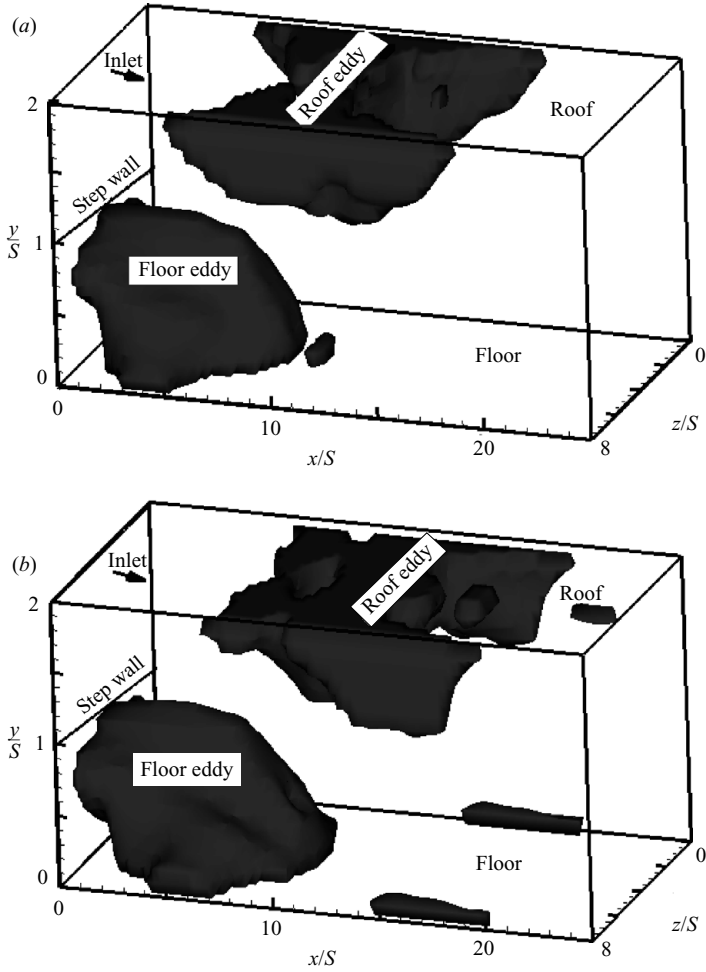 (a)
Inlet
Roof eddy
Roof
2
Step wall
y/S
1
Floor eddy
Floor
0
0
10
20
8
0
x/S
z/S
(b)
Inlet
Roof eddy
Roof
2
Step wall
y/S
1
Floor eddy
Floor
0
0
10
20
8
0
x/S
z/S